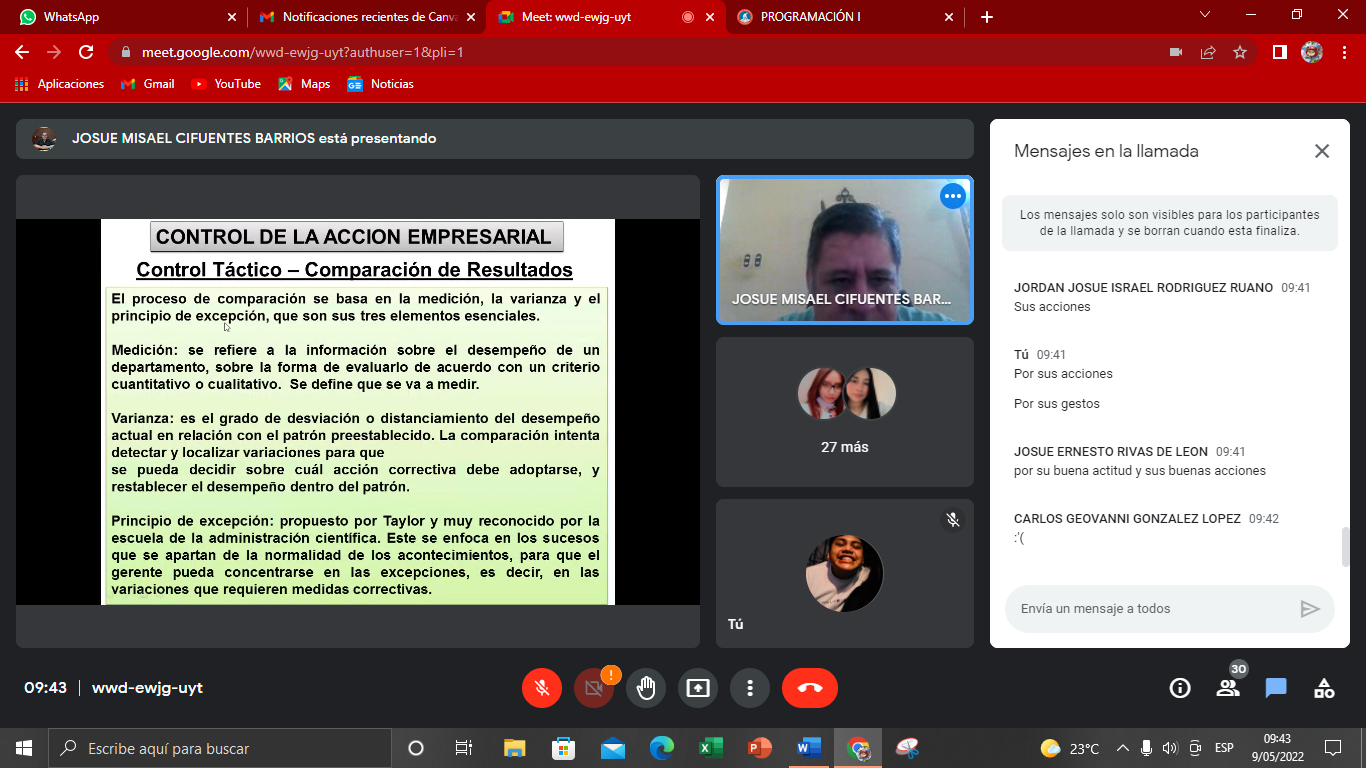 WhatsApp
Notificaciones recientes de Canva
Meet: wwd-ewjg-uyt
PROGRAMACIÓN I
meet.google.com/wwd-ewjg-uyt?authuser=1&pli=1
Aplicaciones
Gmail
YouTube
Maps
Noticias
JOSUE MISAEL CIFUENTES BARRIOS está presentando
CONTROL DE LA ACCION EMPRESARIAL
Control Táctico – Comparación de Resultados
El proceso de comparación se basa en la medición, la varianza y el
principio de excepción, que son sus tres elementos esenciales.
Medición: se refiere a la información sobre el desempeño de un
departamento, sobre la forma de evaluarlo de acuerdo con un criterio
cuantitativo o cualitativo. Se define que se va a medir.
Varianza: es el grado de desviación o distanciamiento del desempeño
actual en relación con el patrón preestablecido. La comparación intenta
detectar y localizar variaciones para que
se pueda decidir sobre cuál acción correctiva debe adoptarse, y
restablecer el desempeño dentro del patrón.
Principio de excepción: propuesto por Taylor y muy reconocido por la
escuela de la administración científica. Este se enfoca en los sucesos
que se apartan de la normalidad de los acontecimientos, para que el
gerente pueda concentrarse en las excepciones, es decir, en las
variaciones que requieren medidas correctivas.
JOSUE MISAEL CIFUENTES BAR...
27 más
Tú
Mensajes en la llamada
Los mensajes solo son visibles para los participantes
de la llamada y se borran cuando esta finaliza.
JORDAN JOSUE ISRAEL RODRIGUEZ RUANO 09:41
Sus acciones
Tú 09:41
Por sus acciones
Por sus gestos
JOSUE ERNESTO RIVAS DE LEON 09:41
por su buena actitud y sus buenas acciones
CARLOS GEOVANNI GONZALEZ LOPEZ 09:42
:'(
Envía un mensaje a todos
09:43 | wwd-ewjg-uyt
!
30
Escribe aquí para buscar
23°C
ESP
09:43
9/05/2022